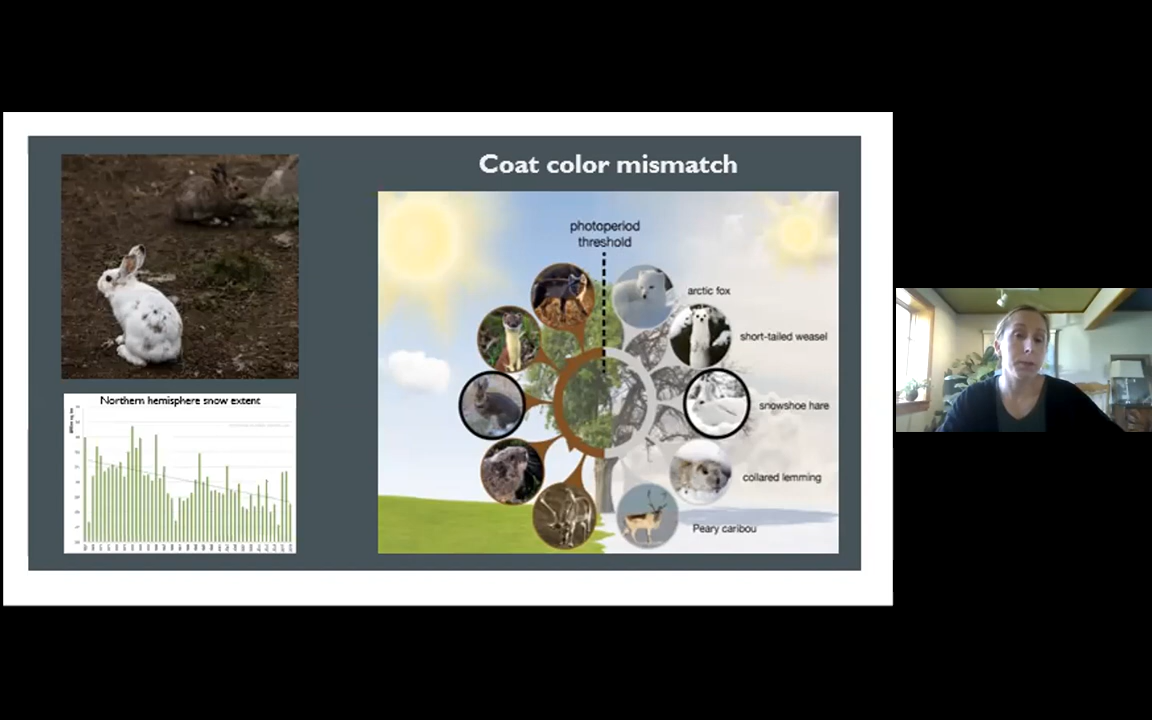 Coat color mismatch
photoperiod
threshold
arctic fox
short-tailed weasel
snowshoe hare
collared lemming
Peary caribou
Northern hemisphere snow extent